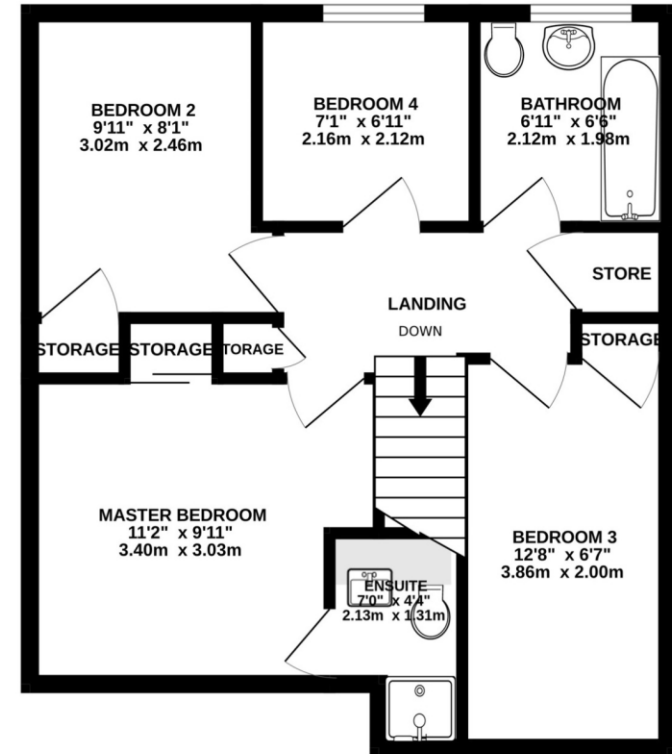 BEDROOM 2
9'11" x 8'1"
3.02m x 2.46m
BEDROOM 4
7'1" x 6'11"
2.16m x 2.12m
BATHROOM
6'11" x 6'6"
2.12m x 1.98m
STORE
LANDING
DOWN
STORAGE
STORAGE
TORAGE
STORAGE
MASTER BEDROOM
11'2" x 9'11"
3.40m x 3.03m
BEDROOM 3
12'8" x 6'7"
3.86m x 2.00m
ENSUITE
7'0" x 4'4"
2.13m x 1.31m